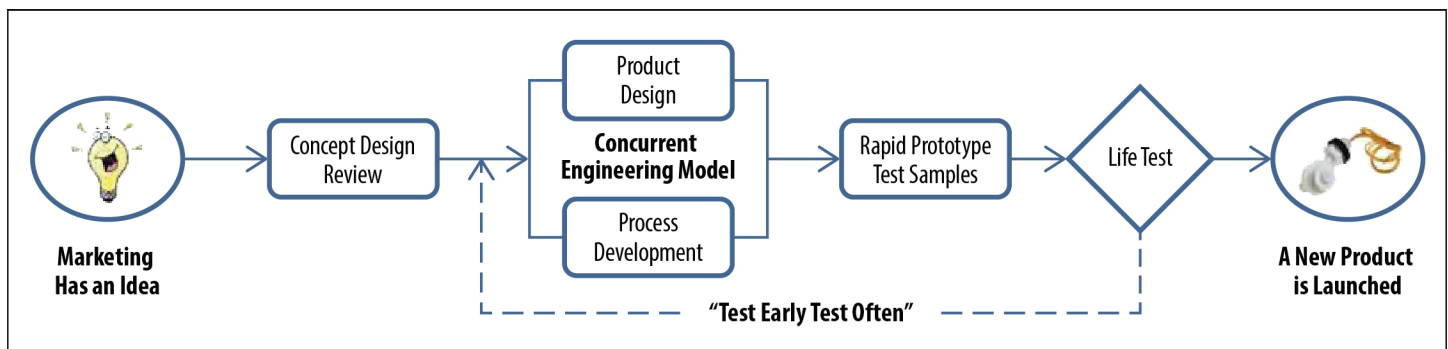 Marketing
Has an Idea
Concept Design
Review
Product
Design
Concurrent
Engineering Model
Process
Development
Rapid Prototype
Test Samples
Life Test
A New Product
is Launched
“Test Early Test Often”